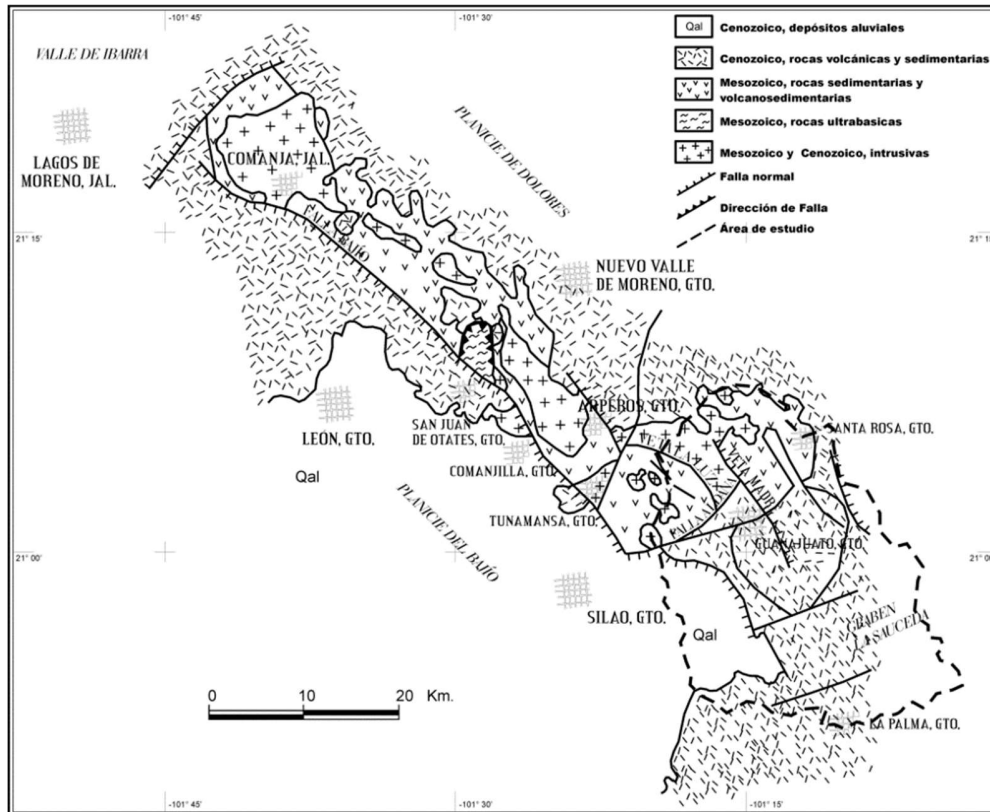 -101° 45'
-101° 30'
VALLE DE IBARRA
LAGOS DE
MORENO, JAL.
COMANJA, JAL.
PLANICIE DE DOLORES
Qal
Cenozoico, depósitos aluviales
Cenozoico, rocas volcánicas y sedimentarias
Mesozoico, rocas sedimentarias y
volcanosedimentarias
Mesozoico, rocas ultrabasicas
Mesozoico y Cenozoico, intrusivas
Falla normal
Dirección de Falla
Área de estudio
21° 15'
21° 15'
NUEVO VALLE
DE MORENO, GTO.
ARPEROS, GTO.
SANTA ROSA, GTO.
SAN JUAN
DE OTATES, GTO.
LEON, GTO.
COMANJILLA, GTO.
Qal
VETA MADRE
TUNAMANSA, GTO.
GUANAJUATO, GTO.
PLANICIE DEL BAJÍO
21° 00'
SILAO, GTO.
Qal
GRABEN
LA SAUCEDA
0 10 20 Km.
LA PALMA, GTO.
-101° 45'
-101° 30'
-101° 15'